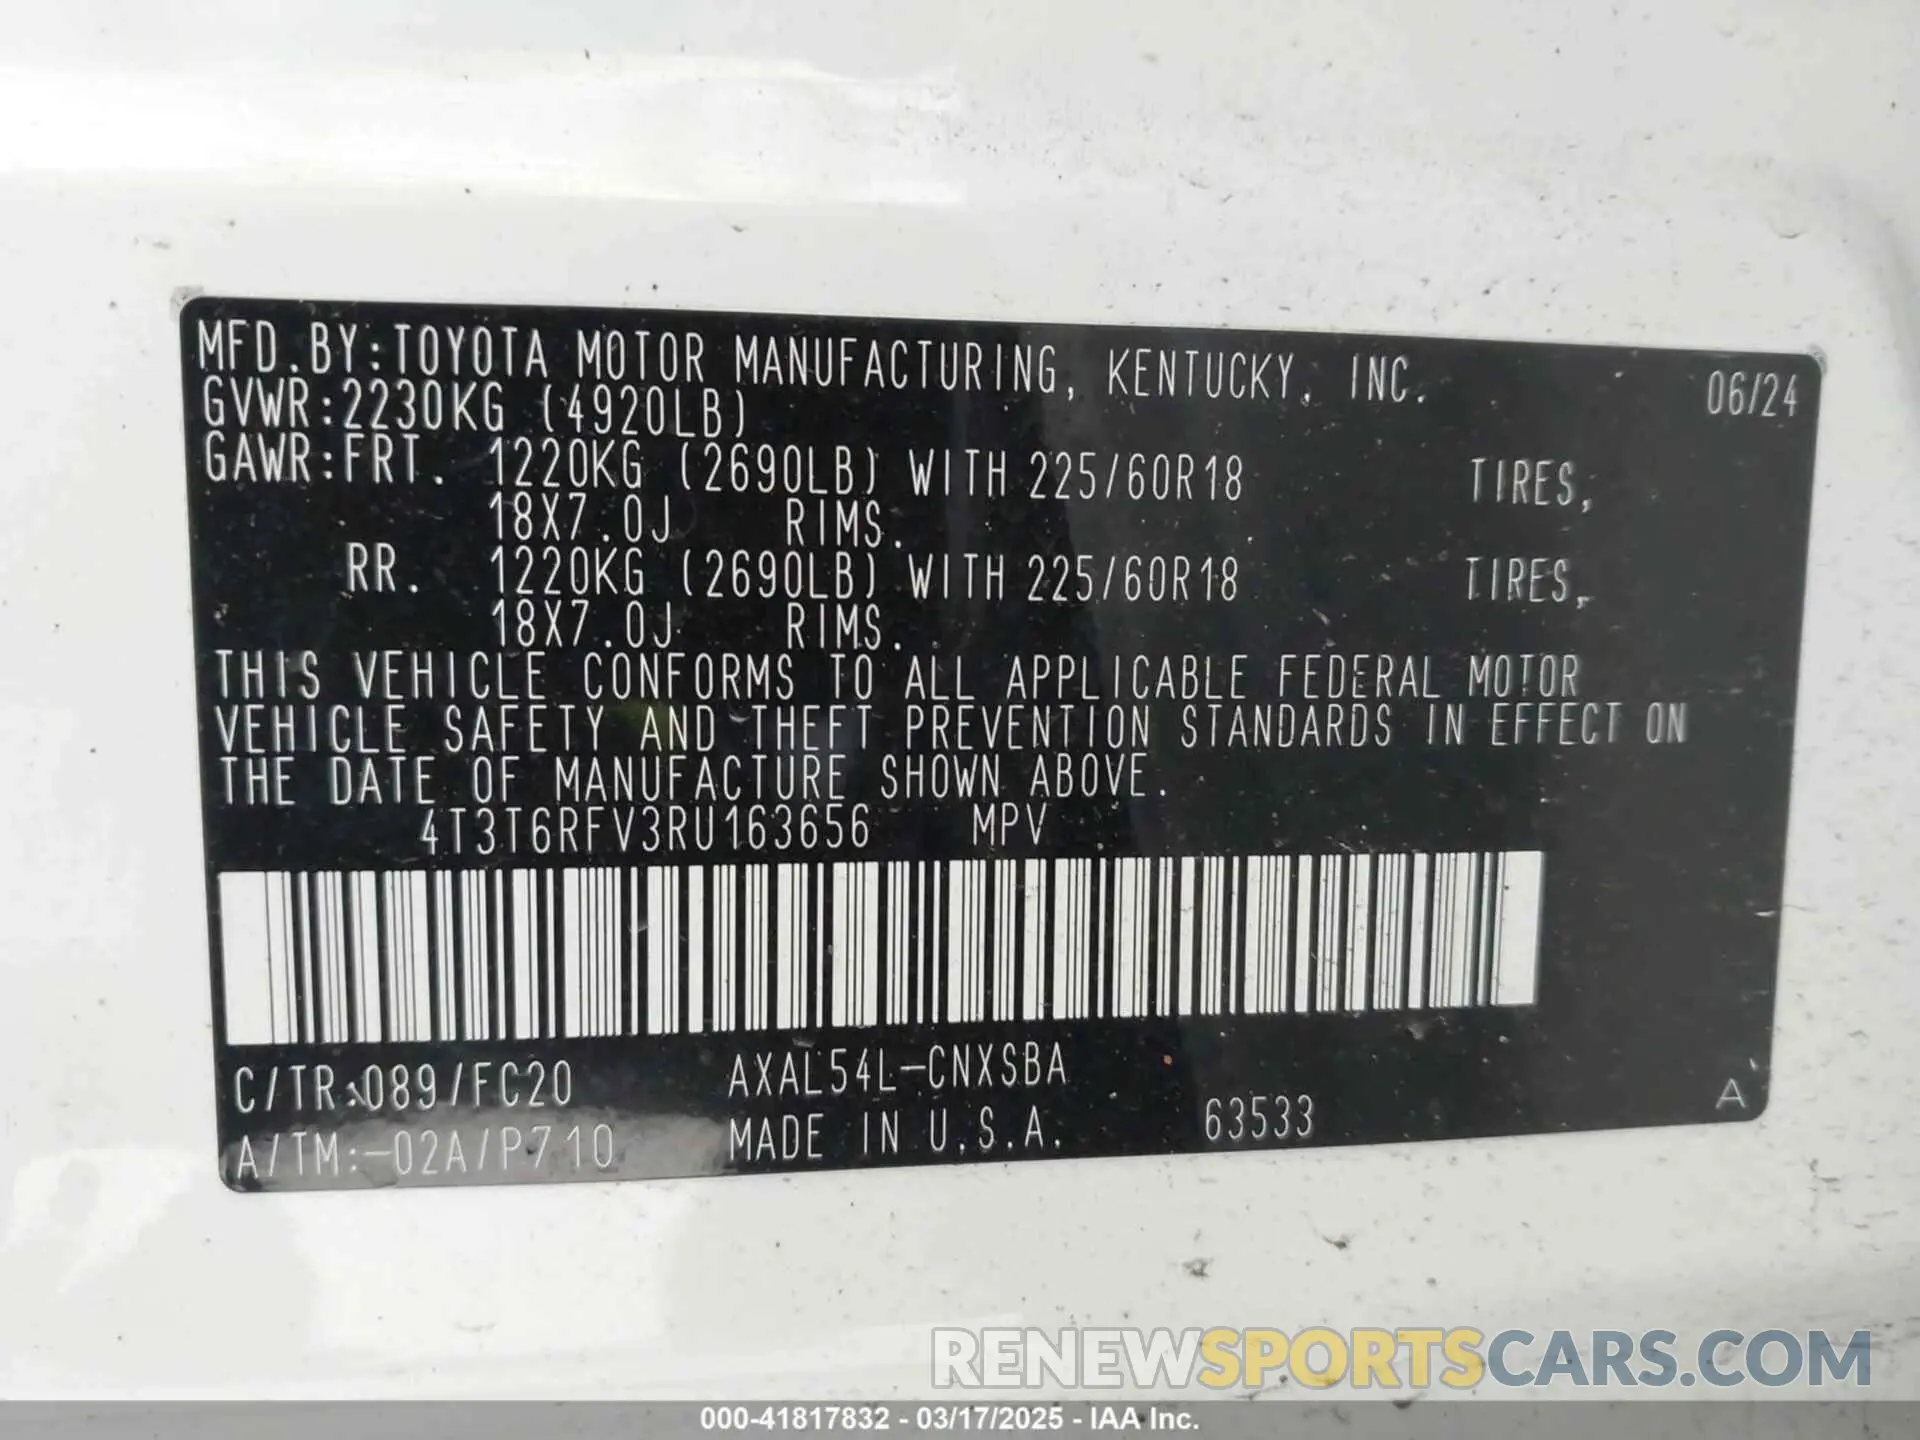 MFD.BY:TOYOTA MOTOR MANUFACTURING, KENTUCKY, INC. 06/24
GVWR:2230KG (4920LB)
GAWR:FRT. 1220KG (2690LB) WITH 225/60R18 TIRES,
18X7.0J RIMS.
RR. 1220KG (2690LB) WITH 225/60R18 TIRES,
18X7.0J RIMS.
THIS VEHICLE CONFORMS TO ALL APPLICABLE FEDERAL MOTOR
VEHICLE SAFETY AND THEFT PREVENTION STANDARDS IN EFFECT ON
THE DATE OF MANUFACTURE SHOWN ABOVE.
4T3T6RFV3RU163656 MPV
C/TR:089/FC20 AXAL54L-CNXSBA
A/TM:-02A/P710 MADE IN U.S.A. 63533 A
RENEWSPORTSCARS.COM
000-41817832 - 03/17/2025 - IAA Inc.